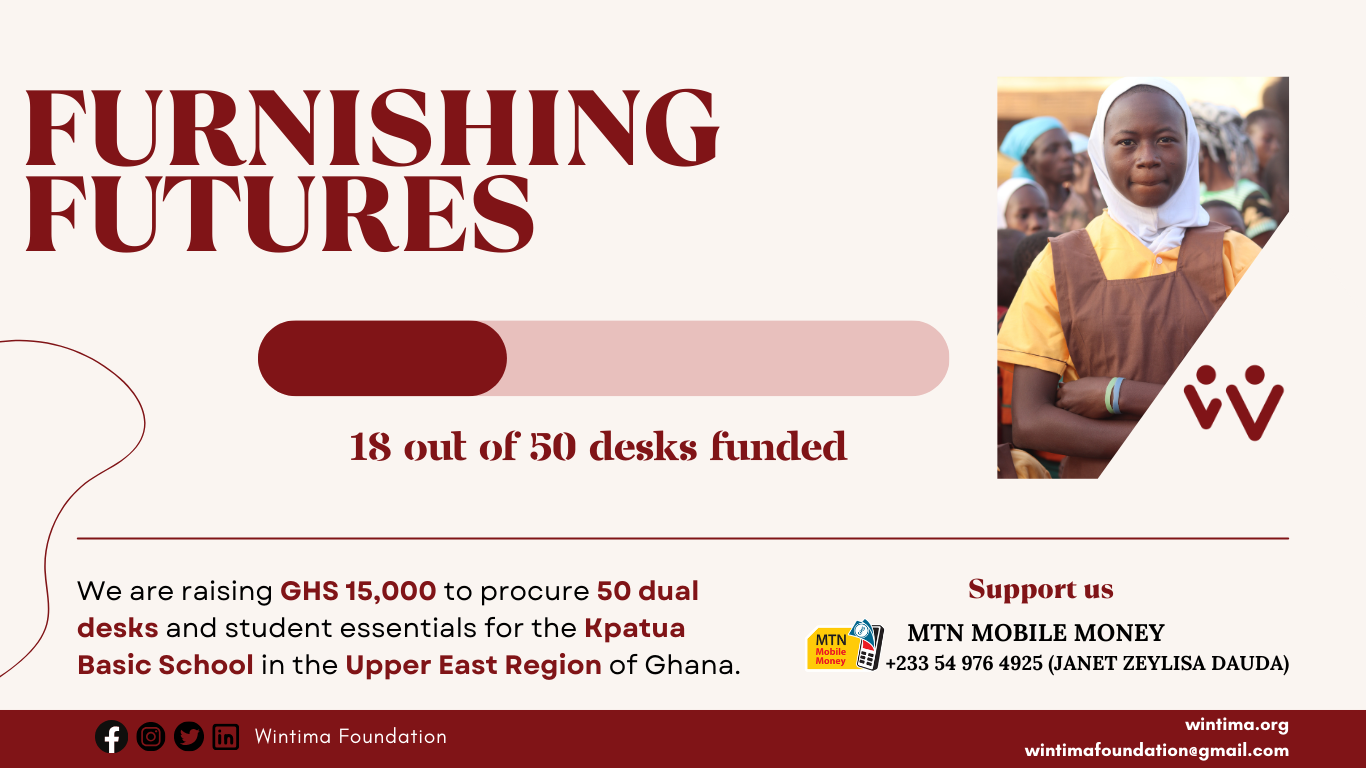 FURNISHING
FUTURES
18 out of 50 desks funded
We are raising GHS 15,000 to procure 50 dual
desks and student essentials for the Kpatua
Basic School in the Upper East Region of Ghana.
Support us
MTN
Mobile
Money
MTN MOBILE MONEY
+233 54 976 4925 (JANET ZEYLISA DAUDA)
Wintima Foundation
wintima.org
wintimafoundation@gmail.com